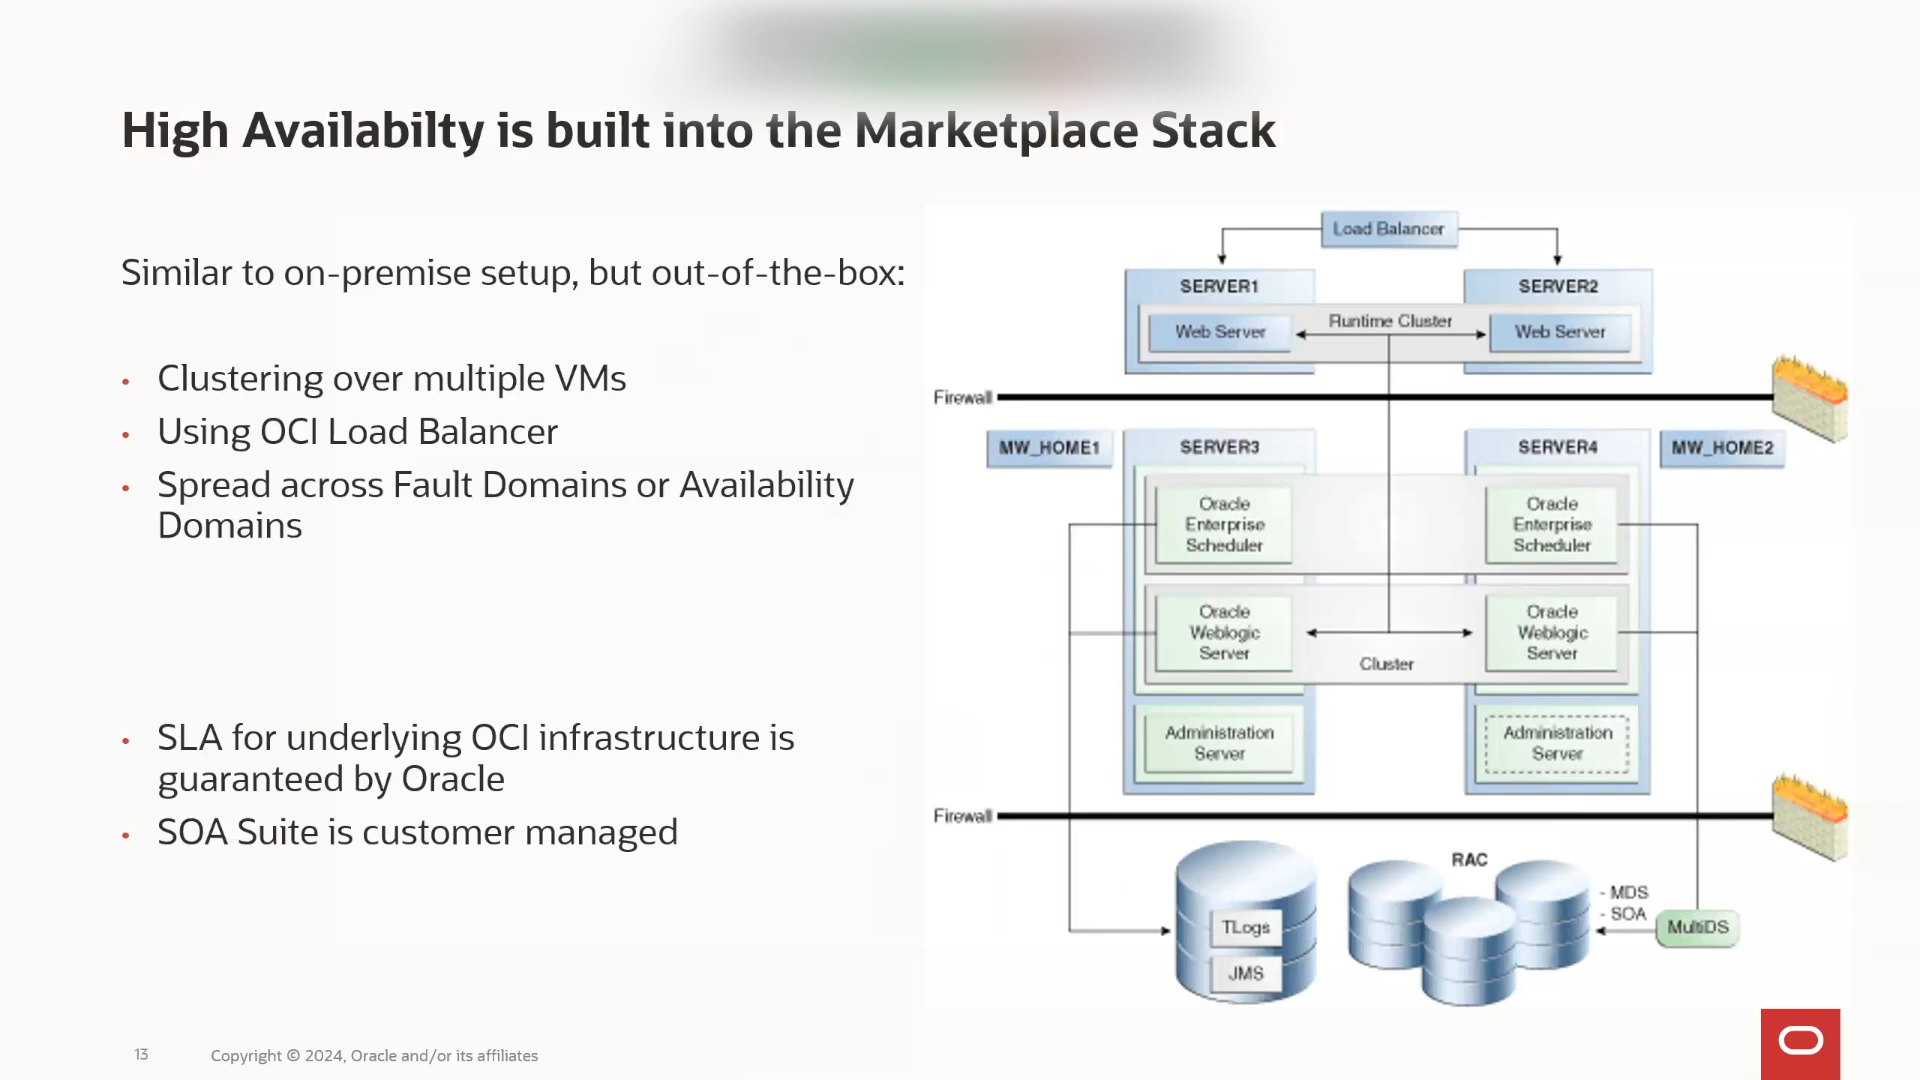 High Availabilty is built into the Marketplace Stack
Similar to on-premise setup, but out-of-the-box:
• Clustering over multiple VMs
• Using OCI Load Balancer
• Spread across Fault Domains or Availability
Domains
• SLA for underlying OCI infrastructure is
guaranteed by Oracle
• SOA Suite is customer managed
Load Balancer
SERVER1
SERVER2
Web Server
Runtime Cluster
Web Server
Firewall
MW_HOME1
SERVER3
SERVER4
MW_HOME2
Oracle
Enterprise
Scheduler
Oracle
Enterprise
Scheduler
Oracle
Weblogic
Server
Oracle
Weblogic
Server
Cluster
Administration
Server
Administration
Server
Firewall
RAC
TLogs
JMS
- MDS
- SOA
MultiDS
13
Copyright © 2024, Oracle and/or its affiliates